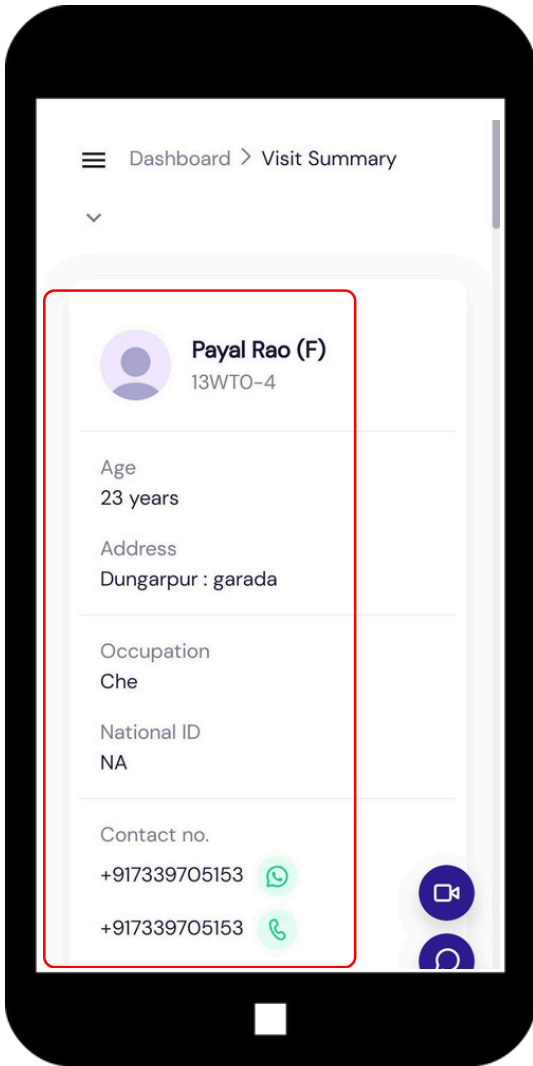 Dashboard > Visit Summary
Payal Rao (F)
13WTO-4
Age
23 years
Address
Dungarpur : garada
Occupation
Che
National ID
NA
Contact no.
+917339705153
+917339705153